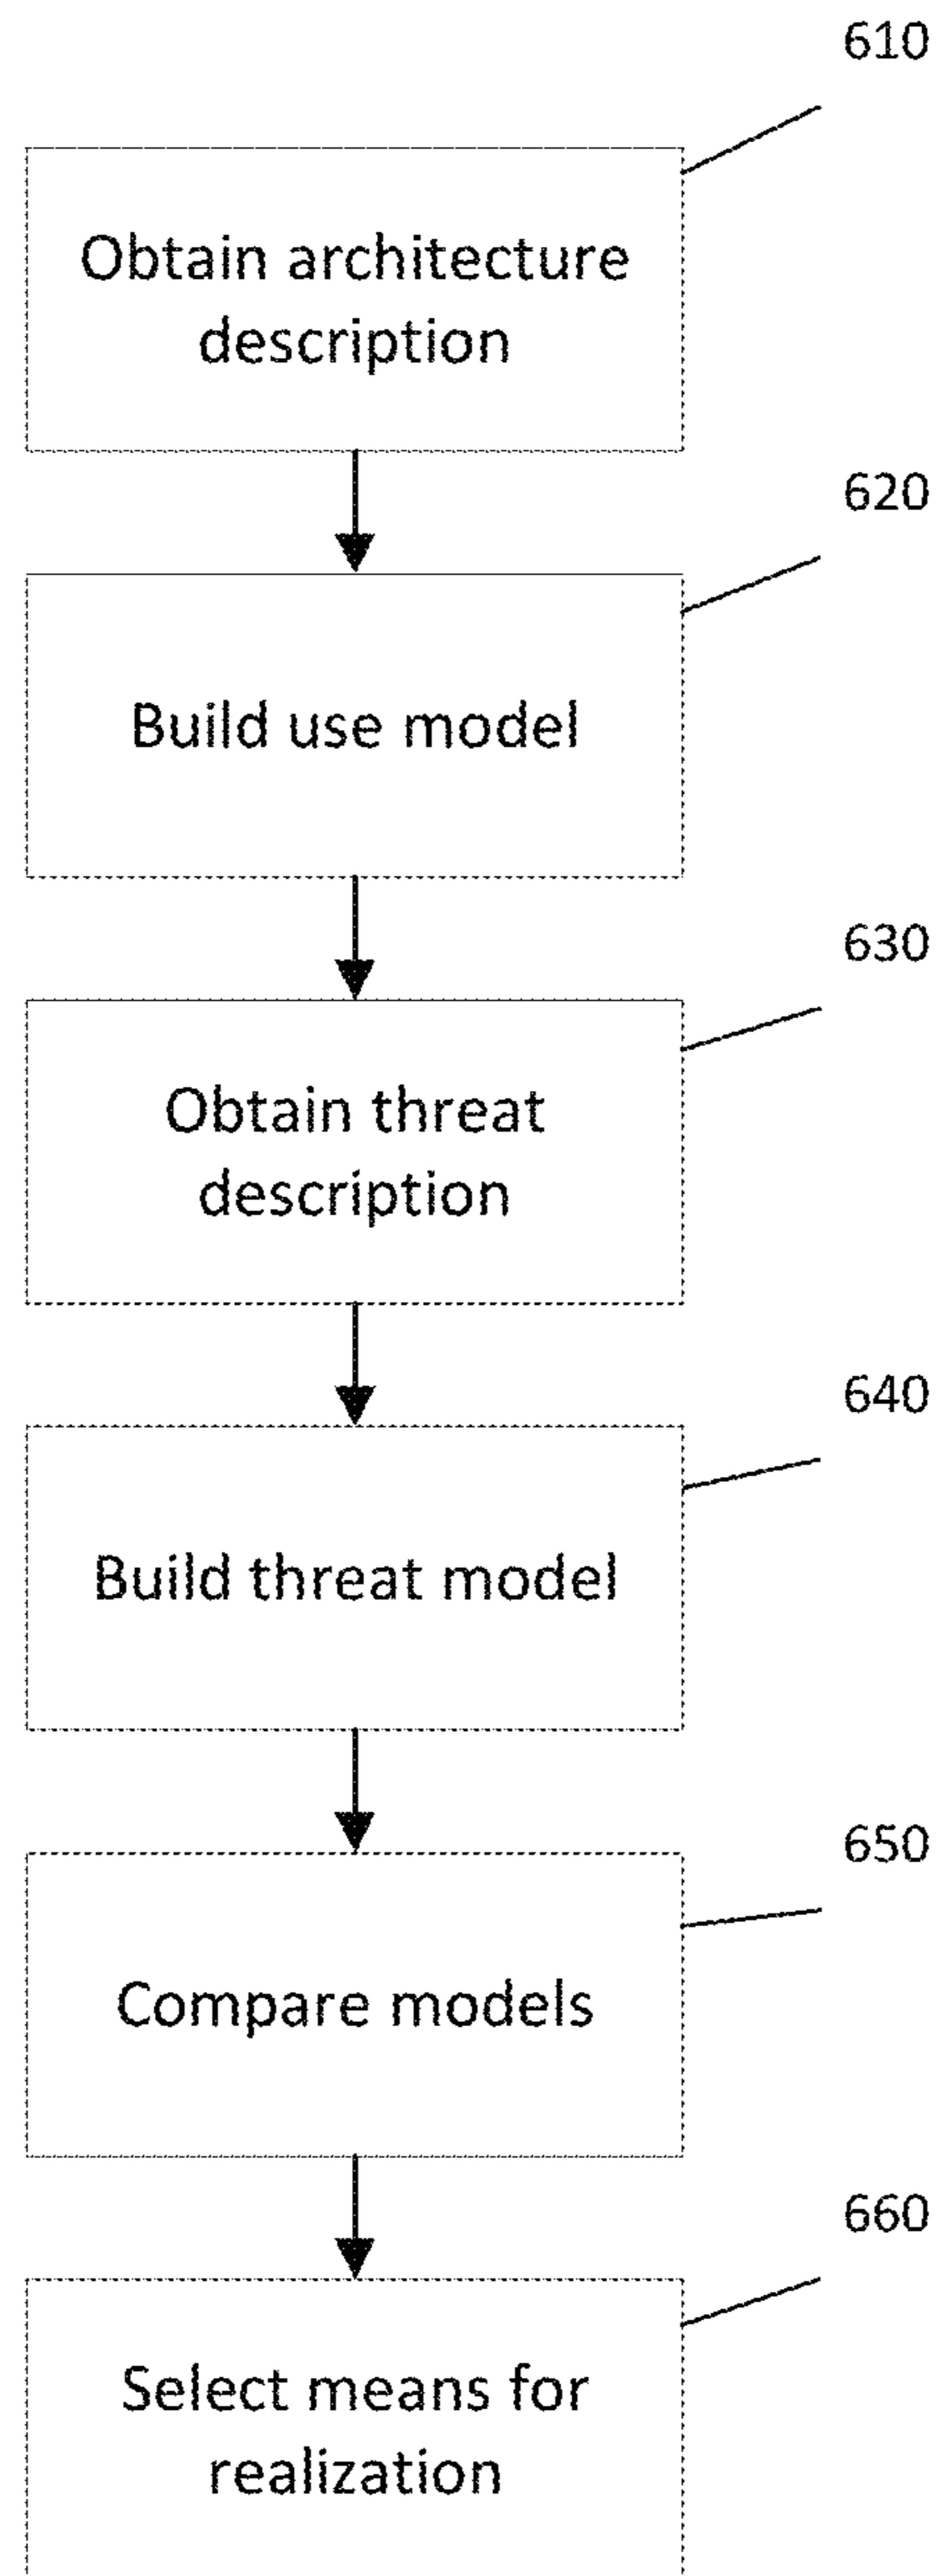 610
Obtain architecture
description
620
Build use model
630
Obtain threat
description
640
Build threat model
650
Compare models
660
Select means for
realization